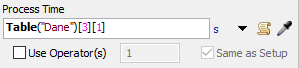 Process Time
Table("Dane")[3][1] s
Use Operator(s) 1 Same as Setup